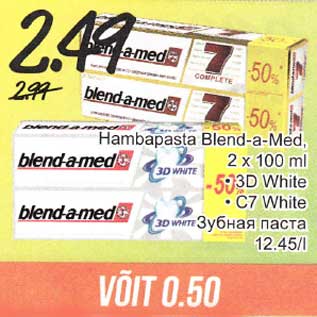 2.49
2.99
blend-a-med
7
COMPLETE
-50%
blend-a-med
7
-50%
Hambapasta Blend-a-Med,
2 x 100 ml
• 3D White
• C7 White
Зубная паста
12.45/l
blend-a-med
3D WHITE
-50%
blend-a-med
3D WHITE
VÕIT 0.50